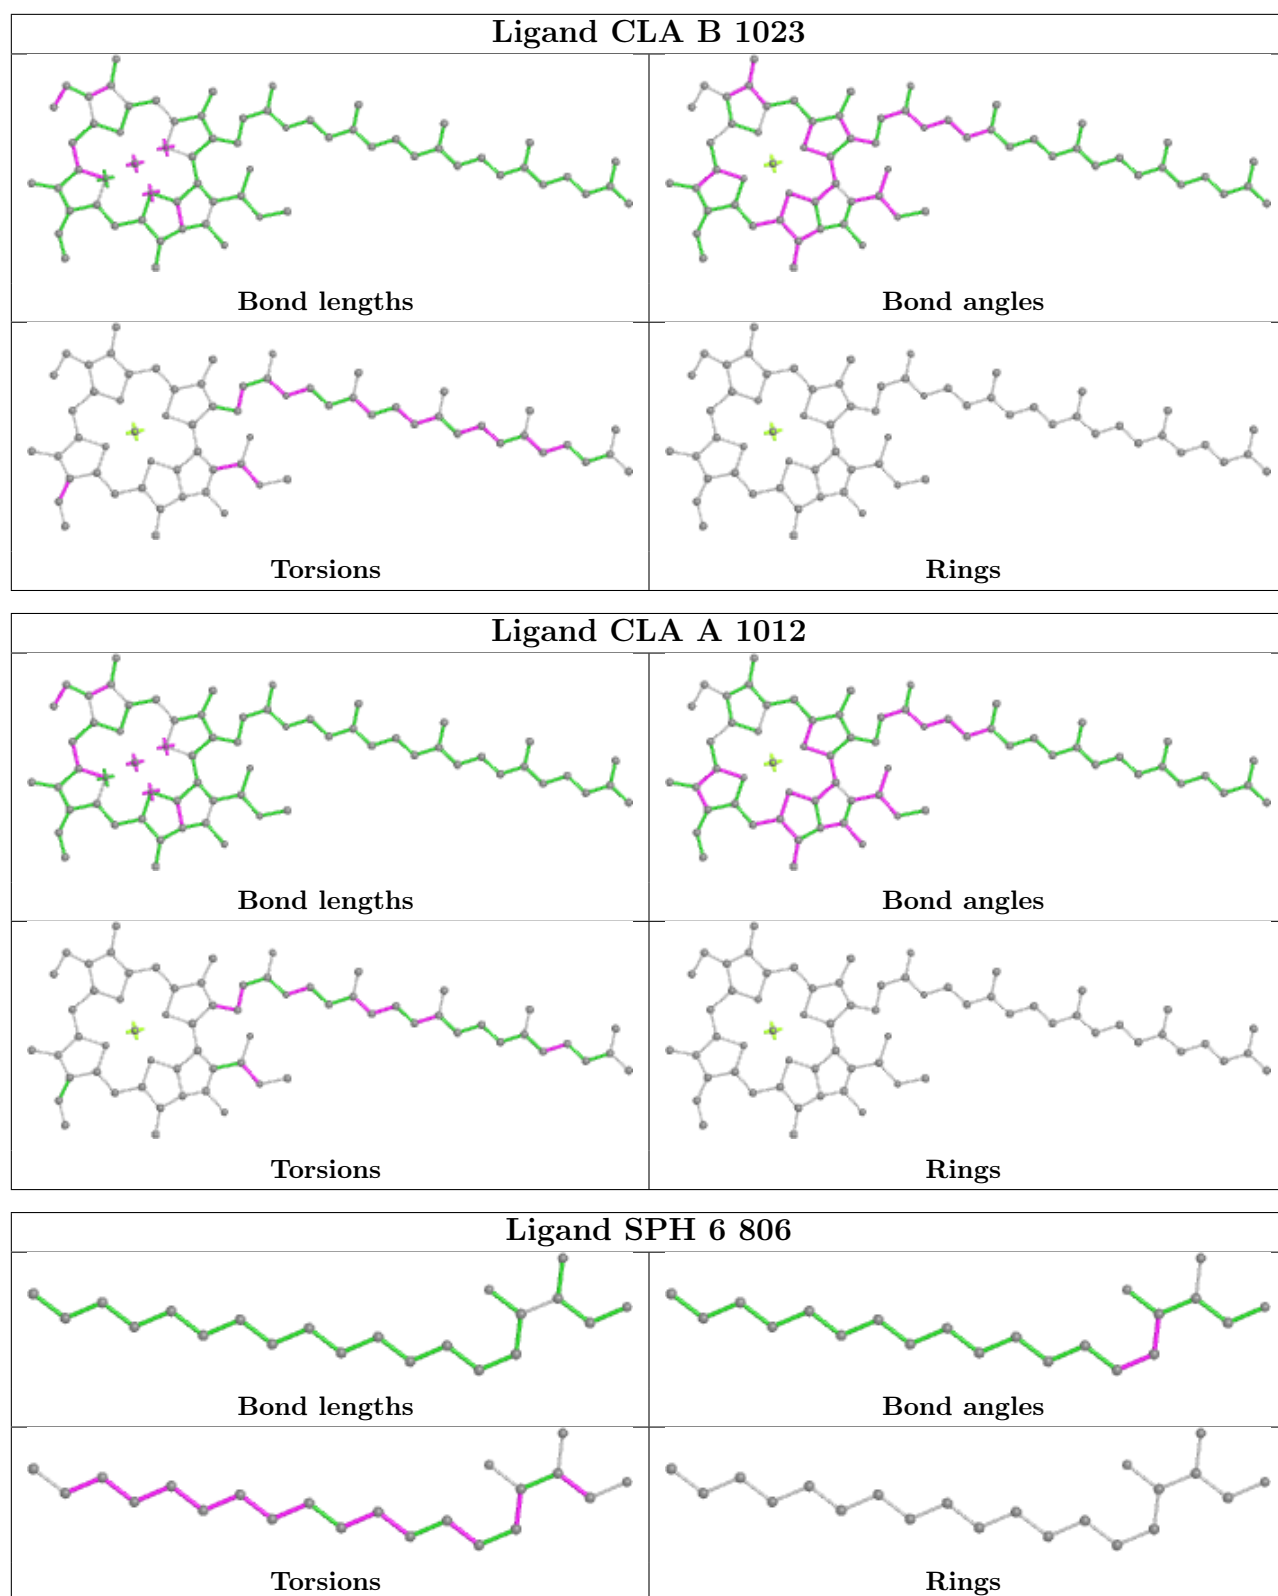 Ligand CLA B 1023
Bond lengths
Bond angles
Torsions
Rings
Ligand CLA A 1012
Bond lengths
Bond angles
Torsions
Rings
Ligand SPH 6 806
Bond lengths
Bond angles
Torsions
Rings